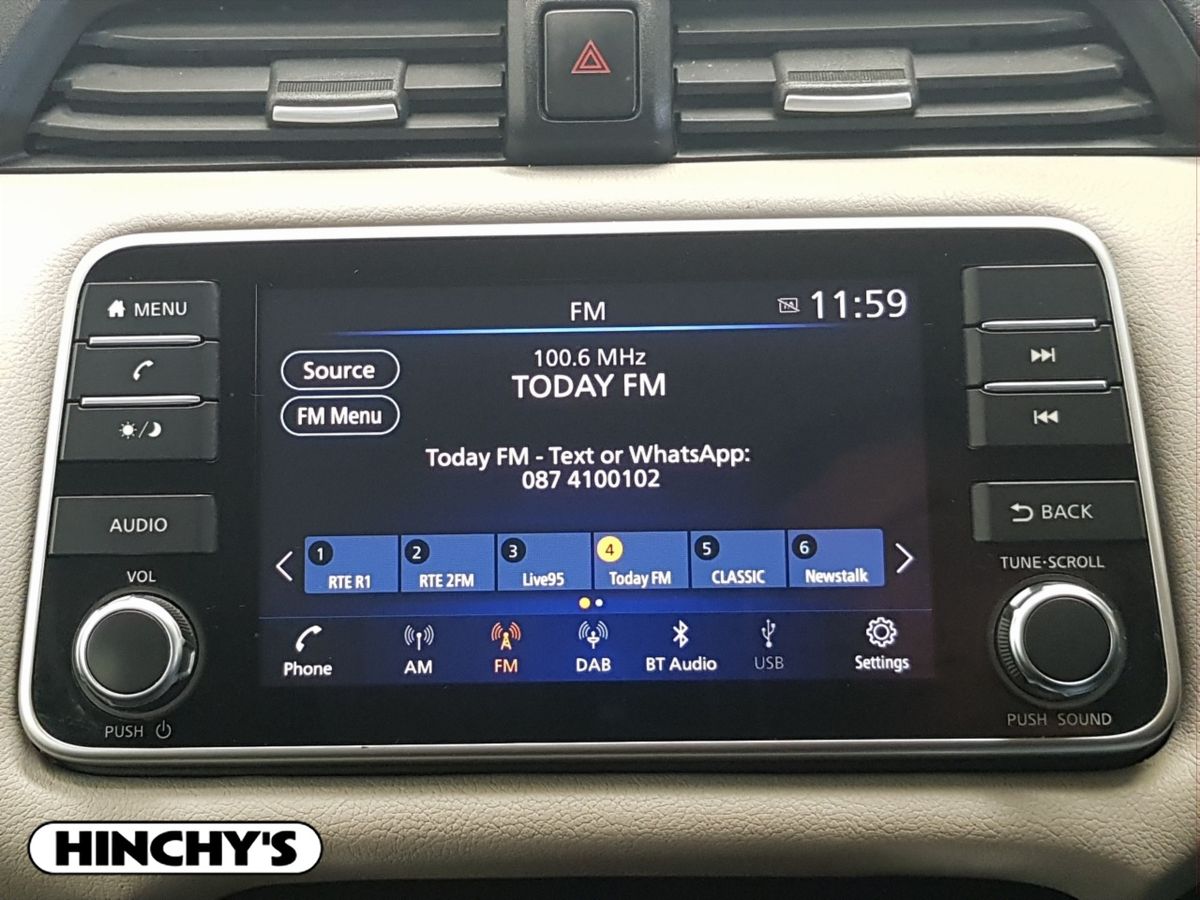 FM
TA
11:59
MENU
Source
100.6 MHz
TODAY FM
FM Menu
Today FM - Text or WhatsApp:
087 4100102
AUDIO
BACK
1 2 3 4 5 6
RTE R1 RTE 2FM Live95 Today FM CLASSIC Newstalk
VOL
TUNE·SCROLL
Phone AM FM DAB BT Audio USB Settings
PUSH
PUSH SOUND
HINCHY'S